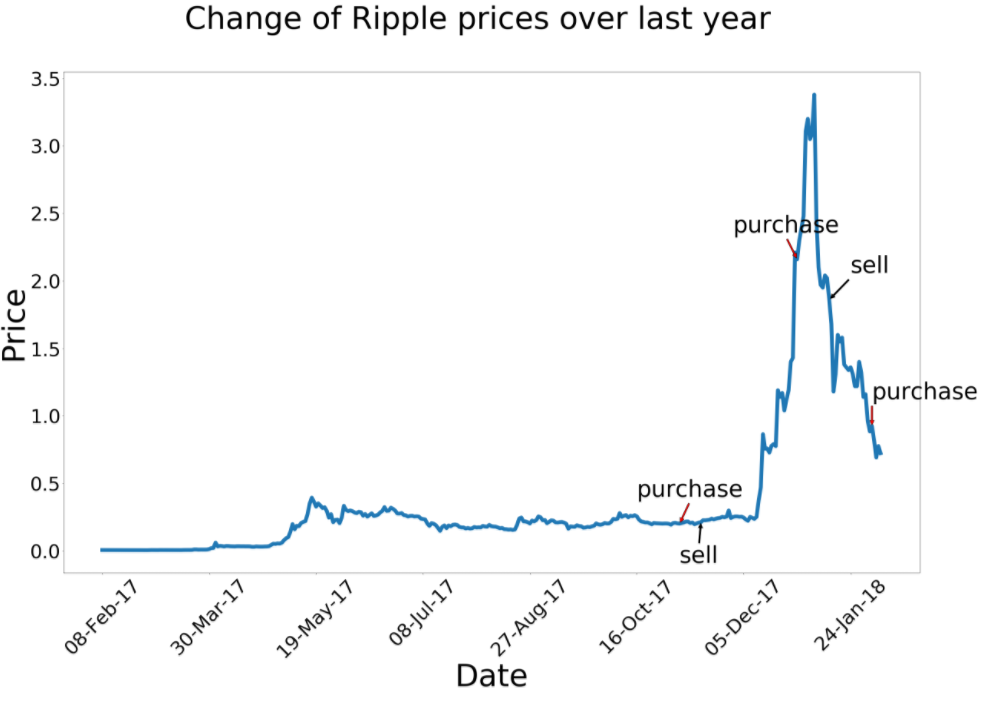 Change of Ripple prices over last year
Price
3.5
3.0
2.5
2.0
1.5
1.0
0.5
0.0
purchase
sell
purchase
purchase
sell
08-Feb-17
30-Mar-17
19-May-17
08-Jul-17
27-Aug-17
16-Oct-17
05-Dec-17
24-Jan-18
Date